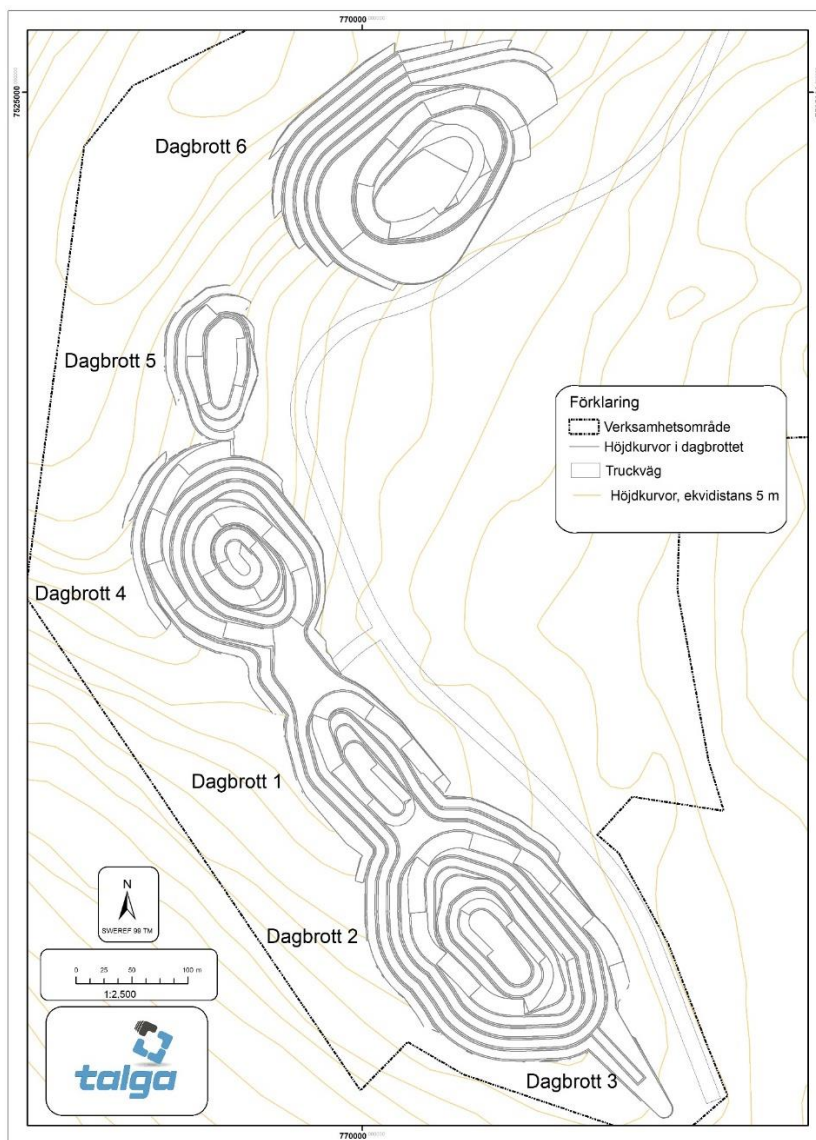 770000
7525000
Dagbrott 6
Dagbrott 5
Förklaring
Verksamhetsområde
Höjdkurvor i dagbrottet
Truckväg
Höjdkurvor, ekvidistans 5 m
Dagbrott 4
Dagbrott 1
N
SWEREF 99 TM
Dagbrott 2
0 25 50 100 m
1:2,500
talga
Dagbrott 3
770000